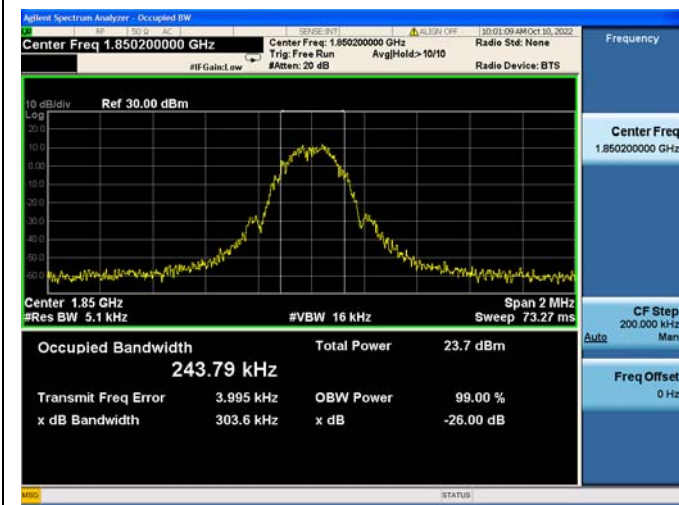 Agilent Spectrum Analyzer - Occupied BW
RF 50 Ω AC SENSE:INT ALIGN OFF 10:01:09 AM Oct 10, 2022
Center Freq 1.850200000 GHz
Center Freq: 1.850200000 GHz
Radio Std: None
Trig: Free Run Avg|Hold:>10/10
#IFGain:Low #Atten: 20 dB Radio Device: BTS
Frequency
10 dB/div Ref 30.00 dBm
Log
20.0
10.0
0.00
-10.0
-20.0
-30.0
-40.0
-50.0
-60.0
Center Freq
1.850200000 GHz
Center 1.85 GHz Span 2 MHz
#Res BW 5.1 kHz #VBW 16 kHz Sweep 73.27 ms
CF Step
200.000 kHz
Auto Man
Occupied Bandwidth Total Power 23.7 dBm
243.79 kHz
Transmit Freq Error 3.995 kHz OBW Power 99.00 %
x dB Bandwidth 303.6 kHz x dB -26.00 dB
Freq Offset
0 Hz
MSG STATUS